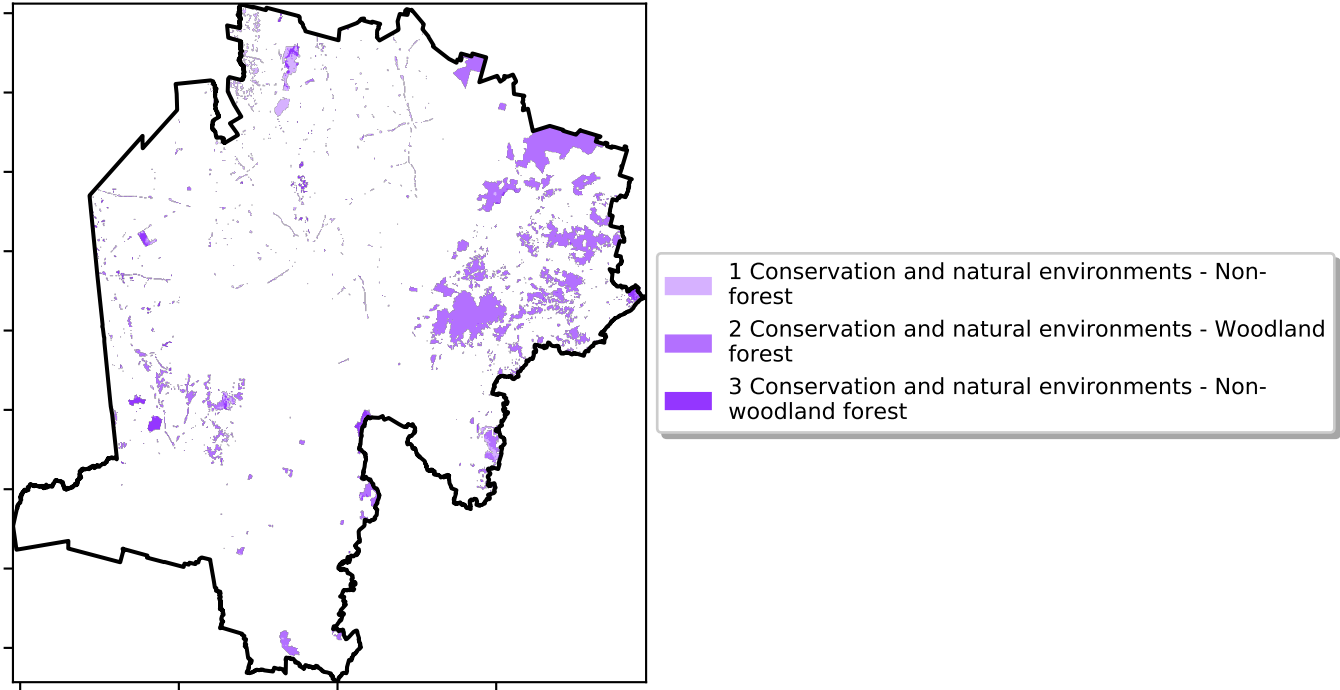 1 Conservation and natural environments - Non-
forest
2 Conservation and natural environments - Woodland
forest
3 Conservation and natural environments - Non-
woodland forest